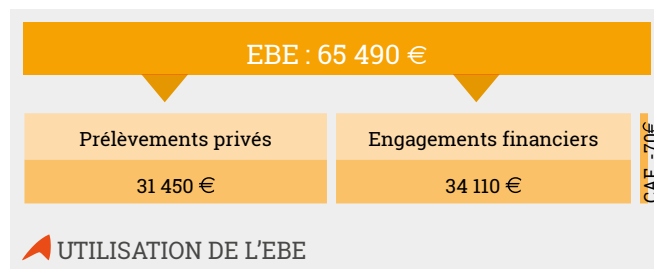 EBE : 65 490 €
Prélèvements privés
31 450 €
Engagements financiers
34 110 €
CAF -70€
UTILISATION DE L’EBE